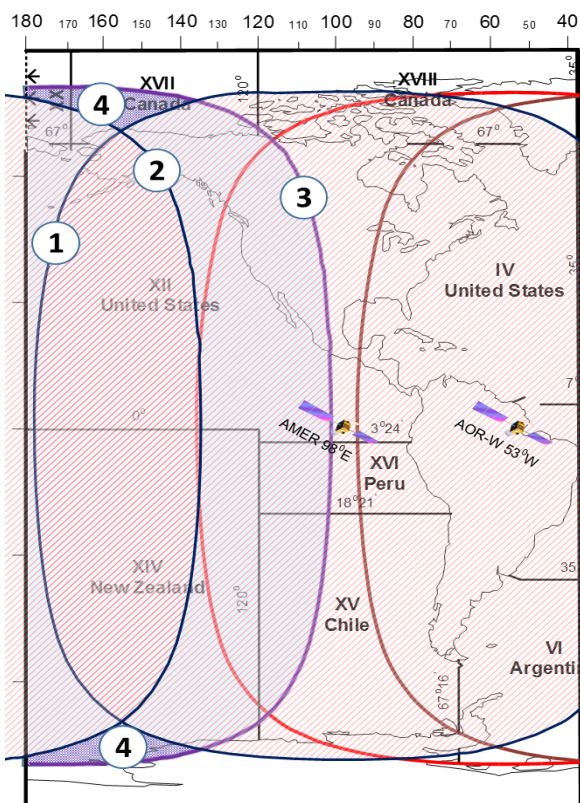 180 170 150 140 130 120 110 100 90 80 70 60 50 40
XVII
Canada
XVIII
Canada
4
120°
67°
67°
2
3
1
XII
United States
IV
United States
25°
7°
0°
AMER 98°E
3°24'
AOR-W 53°W
XVI
Peru
18°21'
XIV
New Zealand
120°
XV
Chile
35°
VI
Argentin
67°16'
4